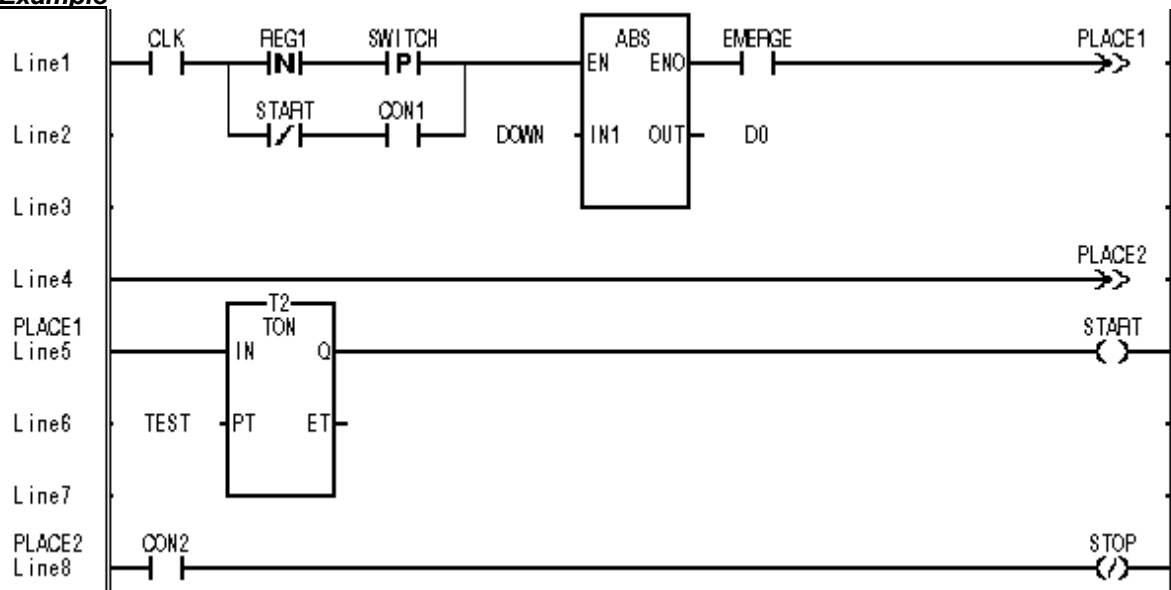 Example
CLK REG1 SWITCH ABS EMERGE PLACE1
Line1 N P EN ENO
START CON1
Line2 DOWN IN1 OUT D0
Line3
PLACE2
Line4
T2
PLACE1 TON START
Line5 IN Q
Line6 TEST PT ET
Line7
PLACE2 CON2 STOP
Line8